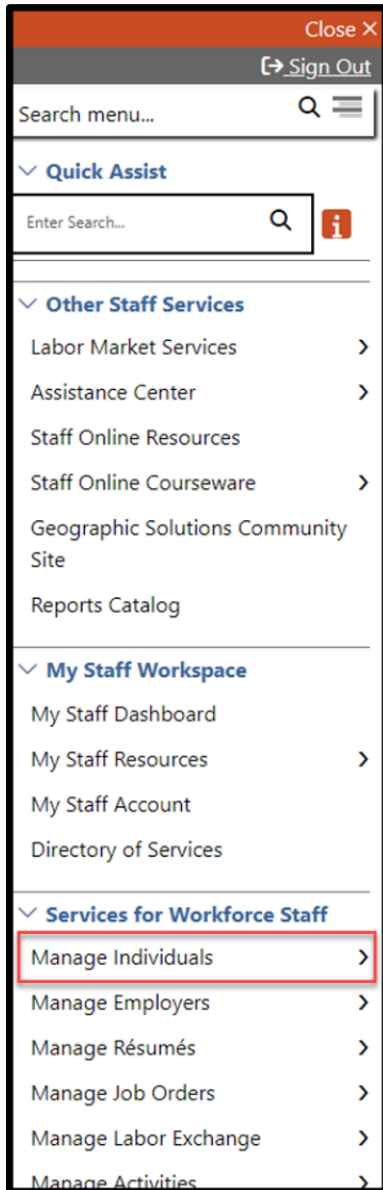 Close ×
Sign Out
Search menu...
Quick Assist
Enter Search...
i
Other Staff Services
Labor Market Services
Assistance Center
Staff Online Resources
Staff Online Courseware
Geographic Solutions Community
Site
Reports Catalog
My Staff Workspace
My Staff Dashboard
My Staff Resources
My Staff Account
Directory of Services
Services for Workforce Staff
Manage Individuals
Manage Employers
Manage Résumés
Manage Job Orders
Manage Labor Exchange
Manage Activities